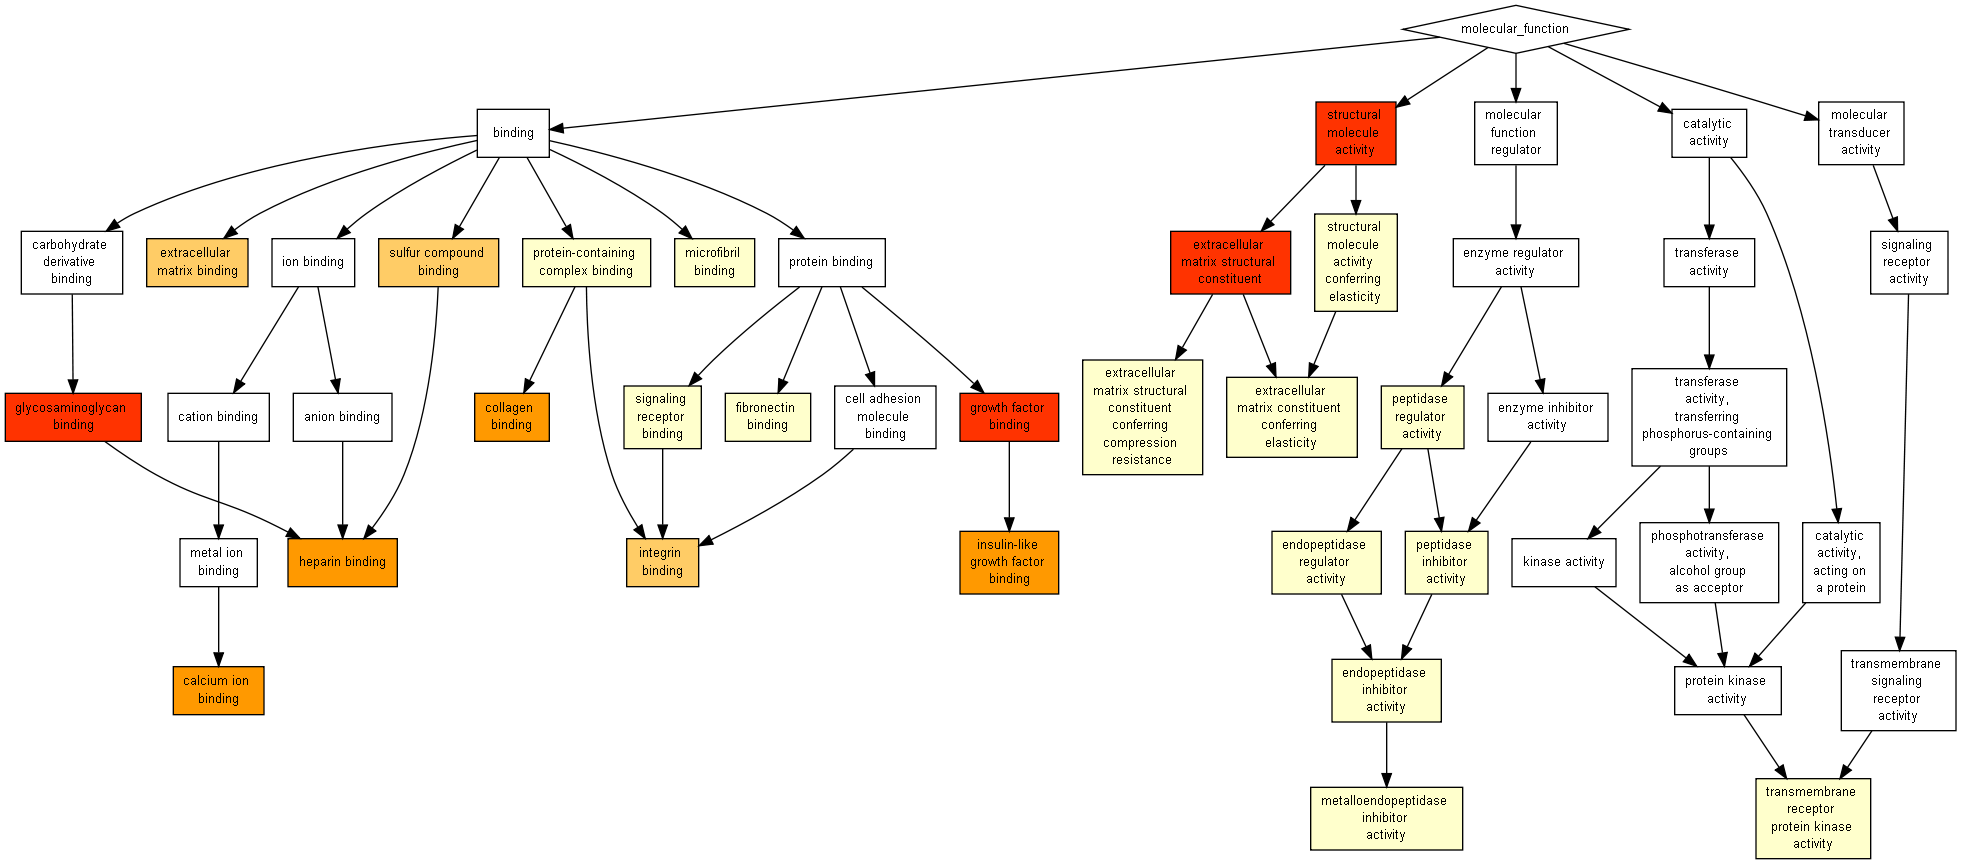 molecular_function
binding
structural
molecule
activity
molecular
function
regulator
catalytic
activity
molecular
transducer
activity
carbohydrate
derivative
binding
extracellular
matrix binding
ion binding
sulfur compound
binding
protein-containing
complex binding
microfibril
binding
protein binding
extracellular
matrix structural
constituent
structural
molecule
activity
conferring
elasticity
enzyme regulator
activity
transferase
activity
signaling
receptor
activity
glycosaminoglycan
binding
cation binding
anion binding
collagen
binding
signaling
receptor
binding
fibronectin
binding
cell adhesion
molecule
binding
growth factor
binding
extracellular
matrix structural
constituent
conferring
compression
resistance
extracellular
matrix constituent
conferring
elasticity
peptidase
regulator
activity
enzyme inhibitor
activity
transferase
activity,
transferring
phosphorus-containing
groups
metal ion
binding
heparin binding
integrin
binding
insulin-like
growth factor
binding
endopeptidase
regulator
activity
peptidase
inhibitor
activity
kinase activity
phosphotransferase
activity,
alcohol group
as acceptor
catalytic
activity,
acting on
a protein
calcium ion
binding
endopeptidase
inhibitor
activity
protein kinase
activity
transmembrane
signaling
receptor
activity
metalloendopeptidase
inhibitor
activity
transmembrane
receptor
protein kinase
activity